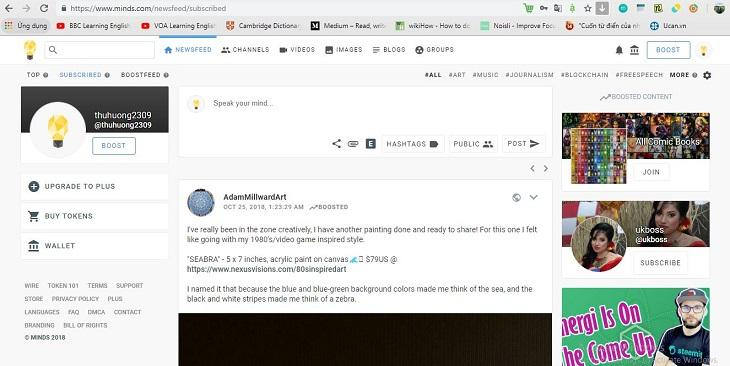 https://www.minds.com/newsfeed/subscribed
Ứng dụng
BBC Learning English
VOA Learning English
Cambridge Dictionar
Medium – Read, write
wikiHow - How to do
Noisli - Improve Focu
"Cuốn từ điển của nh
Ucan.vn
NEWSFEED
CHANNELS
VIDEOS
IMAGES
BLOGS
GROUPS
BOOST
TOP
SUBSCRIBED
BOOSTFEED
#ALL
#ART
#MUSIC
#JOURNALISM
#BLOCKCHAIN
#FREESPEECH
MORE
thuhuong2309
@thuhuong2309
BOOST
UPGRADE TO PLUS
BUY TOKENS
WALLET
WIRE TOKEN 101 TERMS SUPPORT
STORE PRIVACY POLICY PLUS
LANGUAGES FAQ DMCA CONTACT
BRANDING BILL OF RIGHTS
© MINDS 2018
Speak your mind...
HASHTAGS
PUBLIC
POST
AdamMillwardArt
OCT 25, 2018, 1:23:29 AM BOOSTED
I've really been in the zone creatively, I have another painting done and ready to share! For this one I felt
like going with my 1980's/video game inspired style.
"SEABRA" - 5 x 7 inches, acrylic paint on canvas🌊 $79US @
https://www.nexusvisions.com/80sinspiredart
I named it that because the blue and blue-green background colors made me think of the sea, and the
black and white stripes made me think of a zebra.
BOOSTED CONTENT
All Comic Books
JOIN
ukboss
@ukboss
SUBSCRIBE
nergi Is On
the Come Up
steemit